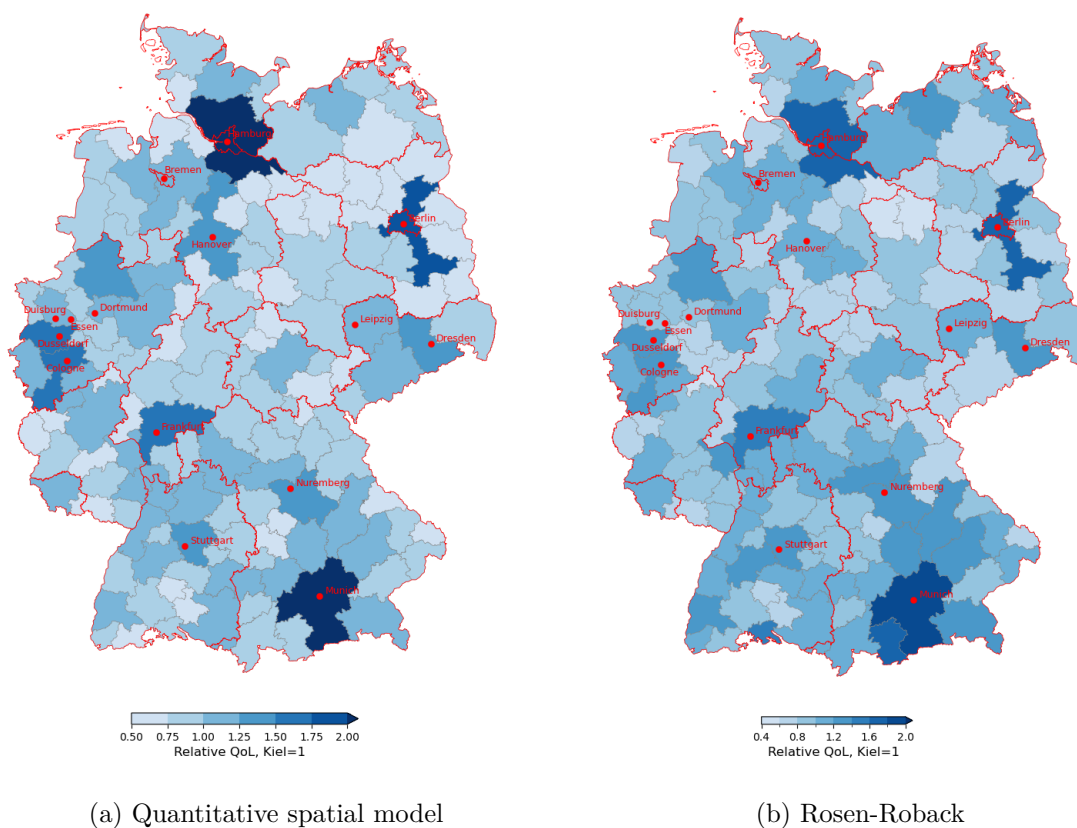 Hamburg
Bremen
Berlin
Hanover
Duisburg
Dortmund
Essen
Dusseldorf
Cologne
Leipzig
Dresden
Frankfurt
Nuremberg
Stuttgart
Munich
0.50 0.75 1.00 1.25 1.50 1.75 2.00
Relative QoL, Kiel=1
(a) Quantitative spatial model
Hamburg
Bremen
Berlin
Hanover
Duisburg
Dortmund
Essen
Dusseldorf
Cologne
Leipzig
Dresden
Frankfurt
Nuremberg
Stuttgart
Munich
0.4 0.8 1.2 1.6 2.0
Relative QoL, Kiel=1
(b) Rosen-Roback